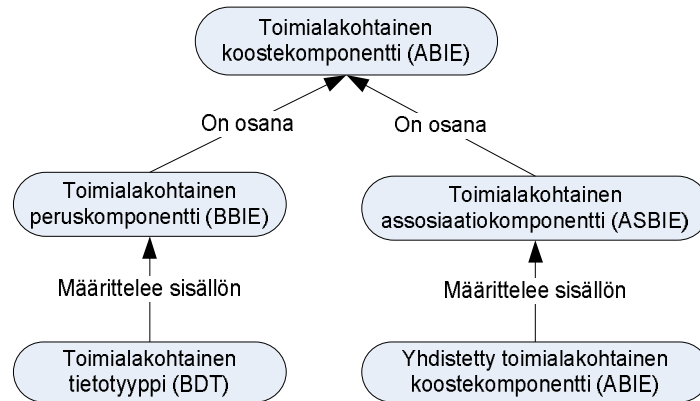 Toimialakohtainen
koostekomponentti (ABIE)
On osana
On osana
Toimialakohtainen
peruskomponentti (BBIE)
Toimialakohtainen
assosiaatiokomponentti (ASBIE)
Määrittelee sisällön
Määrittelee sisällön
Toimialakohtainen
tietotyyppi (BDT)
Yhdistetty toimialakohtainen
koostekomponentti (ABIE)